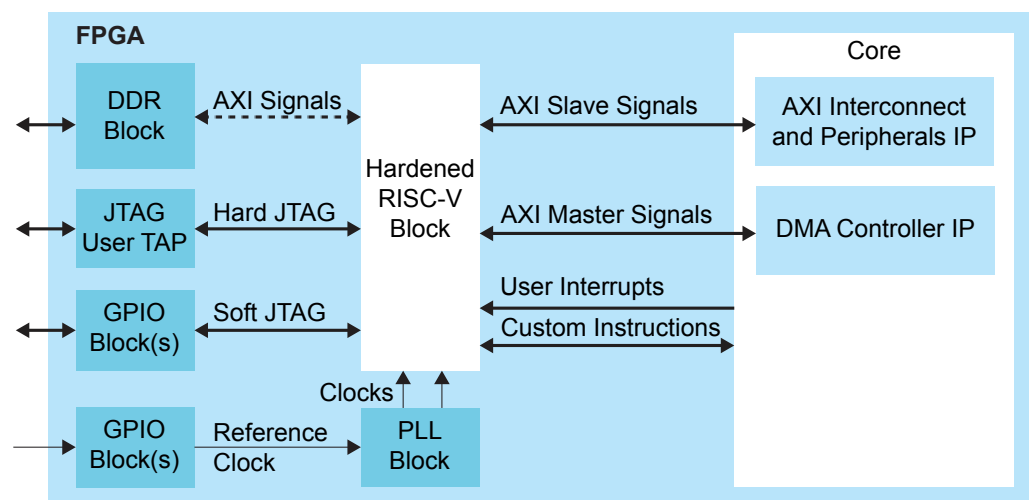 FPGA
DDR
Block
AXI Signals
JTAG
User TAP
Hard JTAG
GPIO
Block(s)
Soft JTAG
GPIO
Block(s)
Reference
Clock
Hardened
RISC-V
Block
Clocks
PLL
Block
AXI Slave Signals
AXI Master Signals
User Interrupts
Custom Instructions
Core
AXI Interconnect
and Peripherals IP
DMA Controller IP